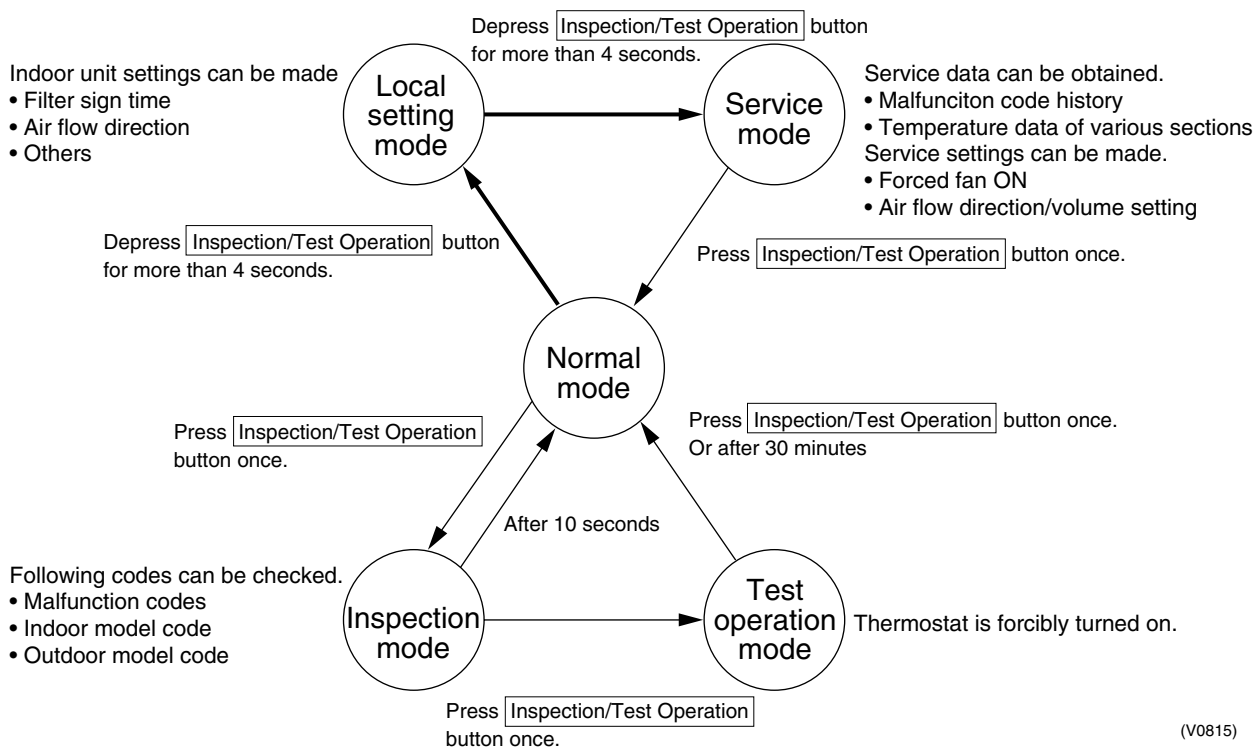 Depress Inspection/Test Operation button
for more than 4 seconds.
Indoor unit settings can be made
• Filter sign time
• Air flow direction
• Others
Local
setting
mode
Service
mode
Service data can be obtained.
• Malfunciton code history
• Temperature data of various sections
Service settings can be made.
• Forced fan ON
• Air flow direction/volume setting
Depress Inspection/Test Operation button
for more than 4 seconds.
Press Inspection/Test Operation button once.
Normal
mode
Press Inspection/Test Operation
button once.
Press Inspection/Test Operation button once.
Or after 30 minutes
After 10 seconds
Following codes can be checked.
• Malfunction codes
• Indoor model code
• Outdoor model code
Inspection
mode
Test
operation
mode
Thermostat is forcibly turned on.
Press Inspection/Test Operation
button once.
(V0815)